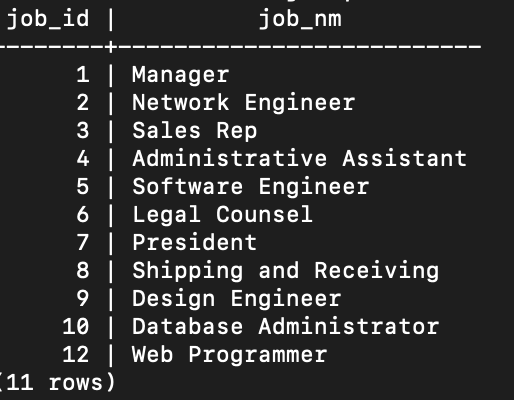 job_id | job_nm
--------+--------------------------
1 | Manager
2 | Network Engineer
3 | Sales Rep
4 | Administrative Assistant
5 | Software Engineer
6 | Legal Counsel
7 | President
8 | Shipping and Receiving
9 | Design Engineer
10 | Database Administrator
12 | Web Programmer
(11 rows)